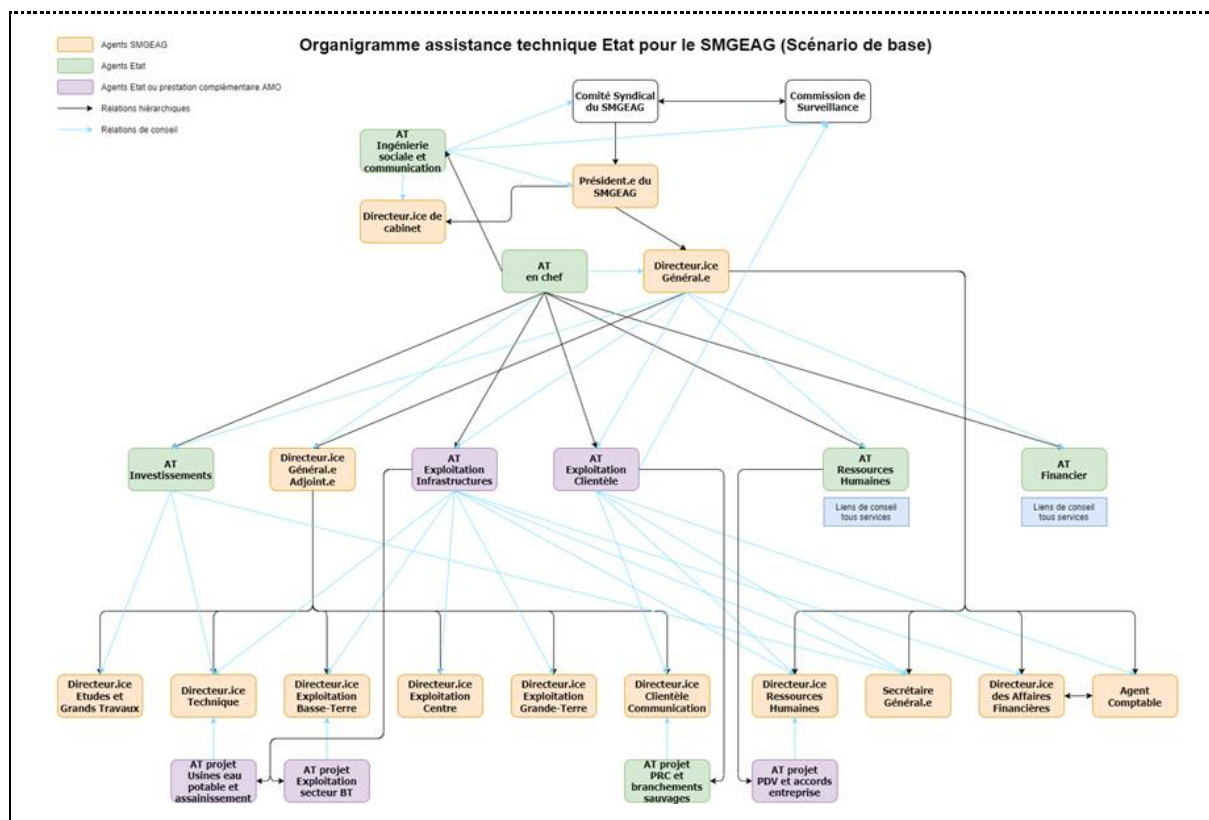 Organigramme assistance technique Etat pour le SMGEAG (Scénario de base)
Agents SMGEAG
Agents Etat
Agents Etat ou prestation complémentaire AMO
Relations hiérarchiques
Relations de conseil
Comité Syndical
du SMGEAG
Commission de
Surveillance
AT
Ingénierie
sociale et
communication
Président.e du
SMGEAG
Directeur.ice de
cabinet
AT
en chef
Directeur.ice
Général.e
AT
Investissements
Directeur.ice
Général.e
Adjoint.e
AT
Exploitation
Infrastructures
AT
Exploitation
Clientèle
AT
Ressources
Humaines
AT
Financier
Liens de conseil
tous services
Liens de conseil
tous services
Directeur.ice
Etudes et
Grands Travaux
Directeur.ice
Technique
Directeur.ice
Exploitation
Basse-Terre
Directeur.ice
Exploitation
Centre
Directeur.ice
Exploitation
Grande-Terre
Directeur.ice
Clientèle
Communication
Directeur.ice
Ressources
Humaines
Secrétaire
Général.e
Directeur.ice
des Affaires
Financières
Agent
Comptable
AT projet
Usines eau
potable et
assainissement
AT projet
Exploitation
secteur BT
AT projet
PRC et
branchements
sauvages
AT projet
PDV et accords
entreprise